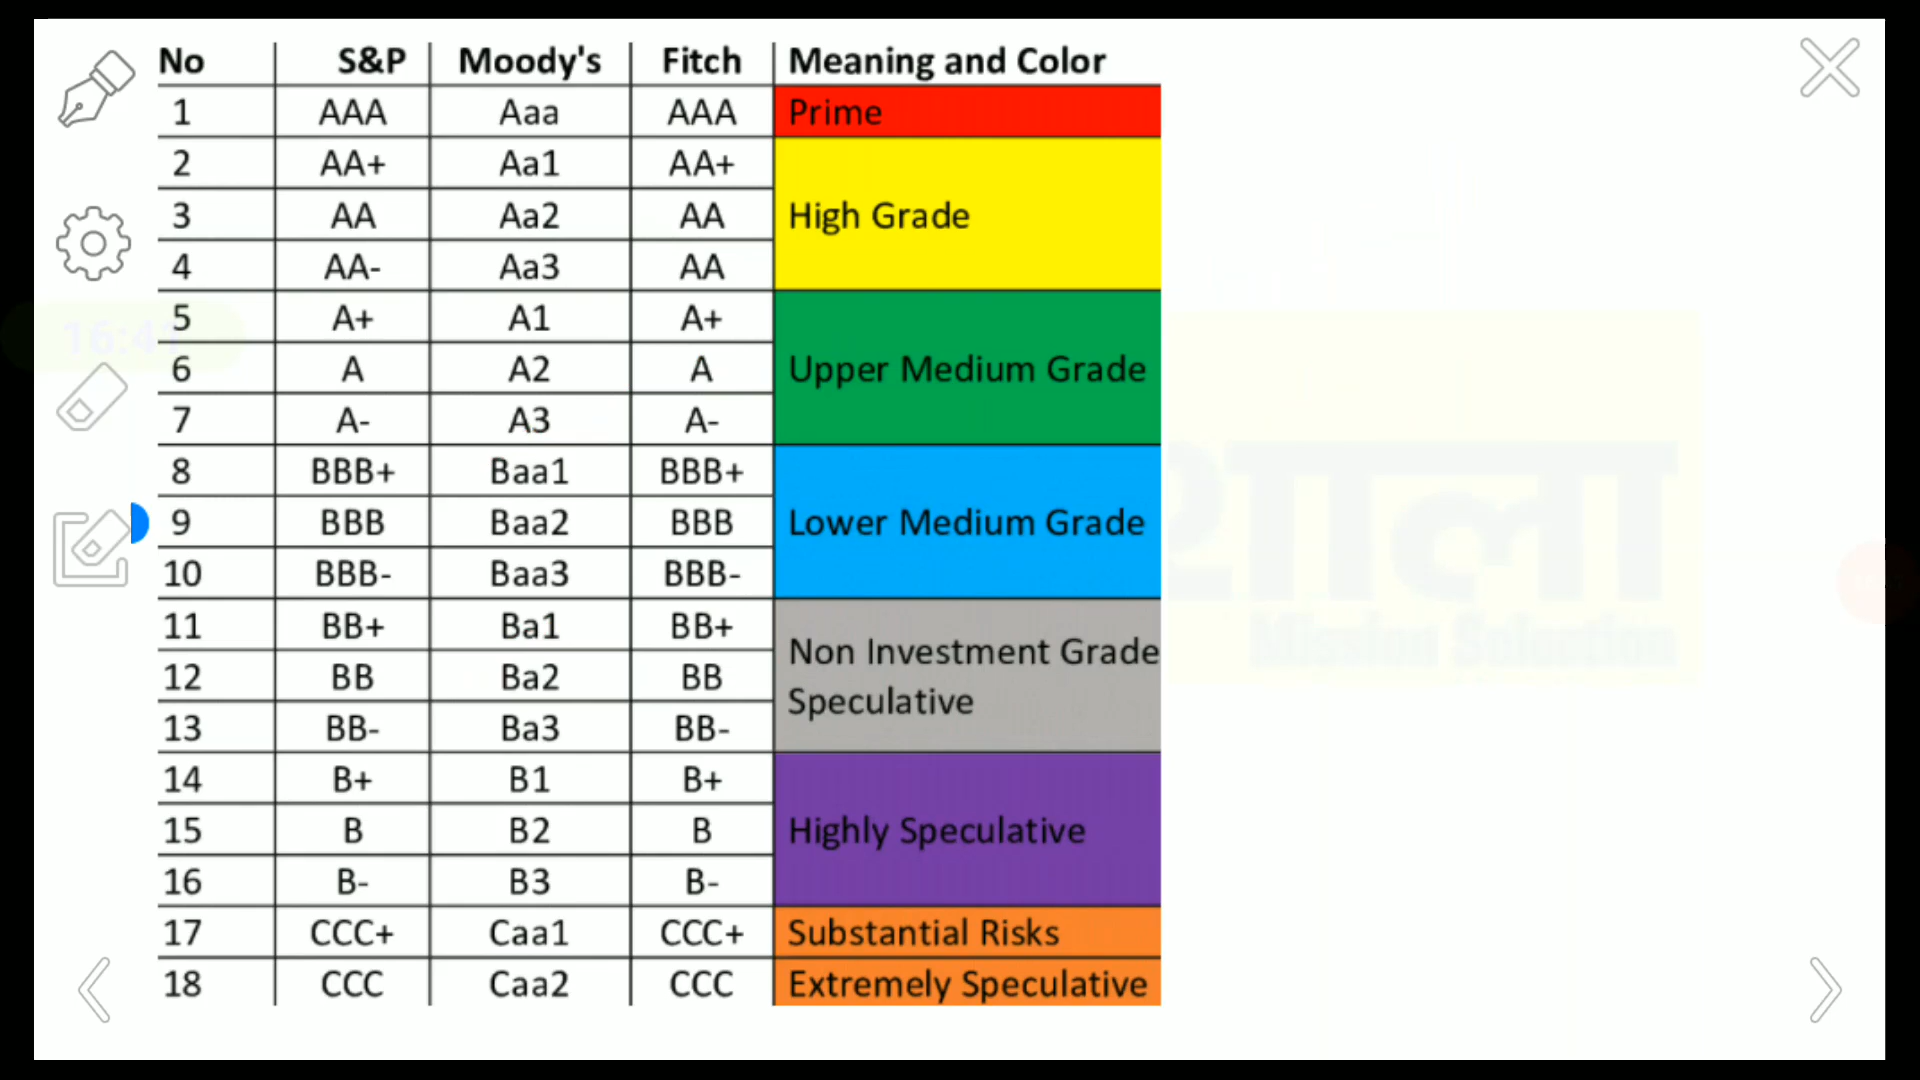 No S&P Moody's Fitch Meaning and Color
1 AAA Aaa AAA Prime
2 AA+ Aa1 AA+
3 AA Aa2 AA High Grade
4 AA- Aa3 AA
5 A+ A1 A+
16:41
6 A A2 A Upper Medium Grade
7 A- A3 A-
8 BBB+ Baa1 BBB+
9 BBB Baa2 BBB Lower Medium Grade
10 BBB- Baa3 BBB-
11 BB+ Ba1 BB+
Non Investment Grade
12 BB Ba2 BB
Speculative
13 BB- Ba3 BB-
14 B+ B1 B+
15 B B2 B Highly Speculative
16 B- B3 B-
17 CCC+ Caa1 CCC+ Substantial Risks
18 CCC Caa2 CCC Extremely Speculative
Mission Selection